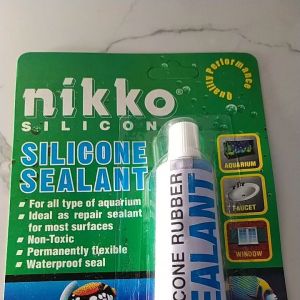 Quality Performance
nikko®
SILICON
SILICONE
SEALANT
• For all type of aquarium
• Ideal as repair sealant
for most surfaces
• Non-Toxic
• Permanently flexible
• Waterproof seal
CONE RUBBER
EALANT
AQUARIUM
FAUCET
WINDOW